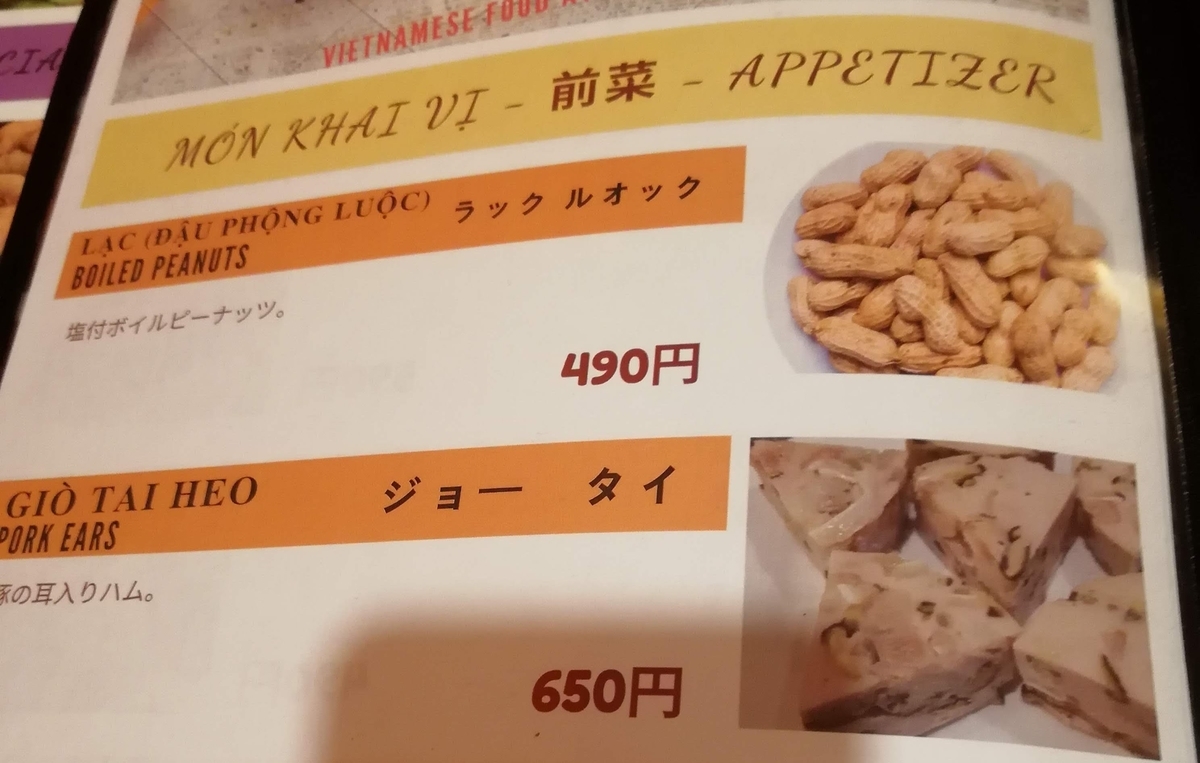 CIA
VIETNAMESE FOOD
MÓN KHAI VỊ - 前菜 - APPETIZER
LẠC (ĐẬU PHỘNG LUỘC) ラック ルオック
BOILED PEANUTS
塩付ボイルピーナッツ。
490円
GIÒ TAI HEO ジョー タイ
PORK EARS
豚の耳入りハム。
650円